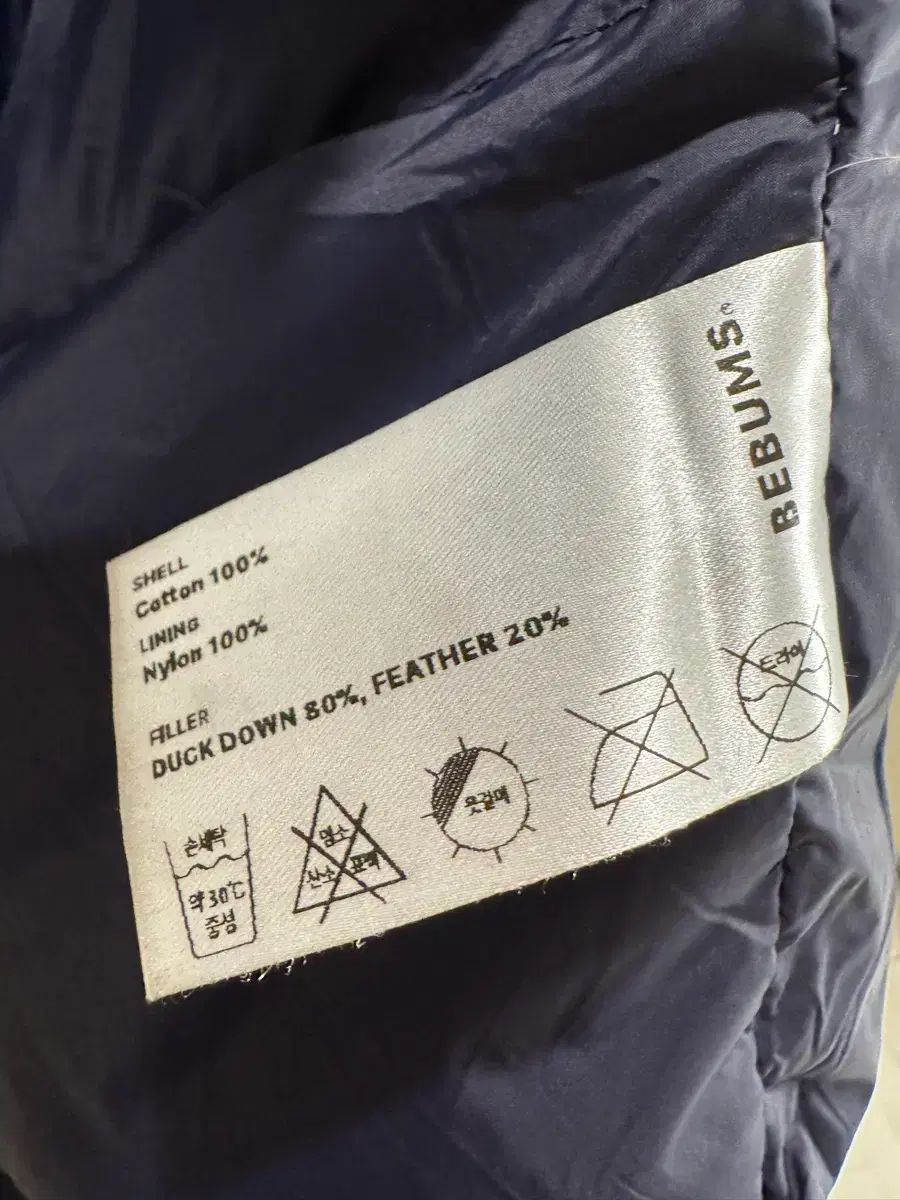 BEBUMS
SHELL
Cotton 100%
LINING
Nylon 100%
FILLER
DUCK DOWN 80%, FEATHER 20%
손세탁
약 30℃
중성
염소
산소 표백
옷걸이
드라이